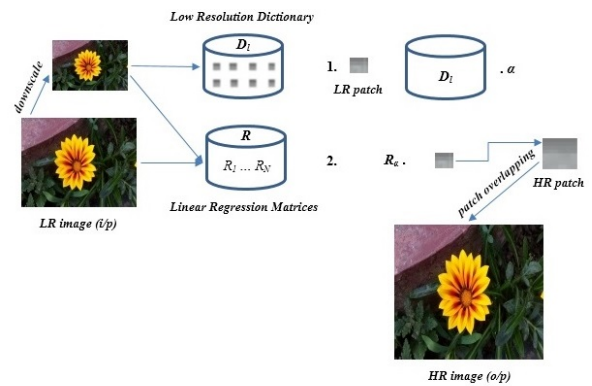 Low Resolution Dictionary
D_l
downscale
1.
LR patch
D_l
. α
R
R_1 ... R_N
2.
R_α .
HR patch
patch overlapping
Linear Regression Matrices
LR image (i/p)
HR image (o/p)